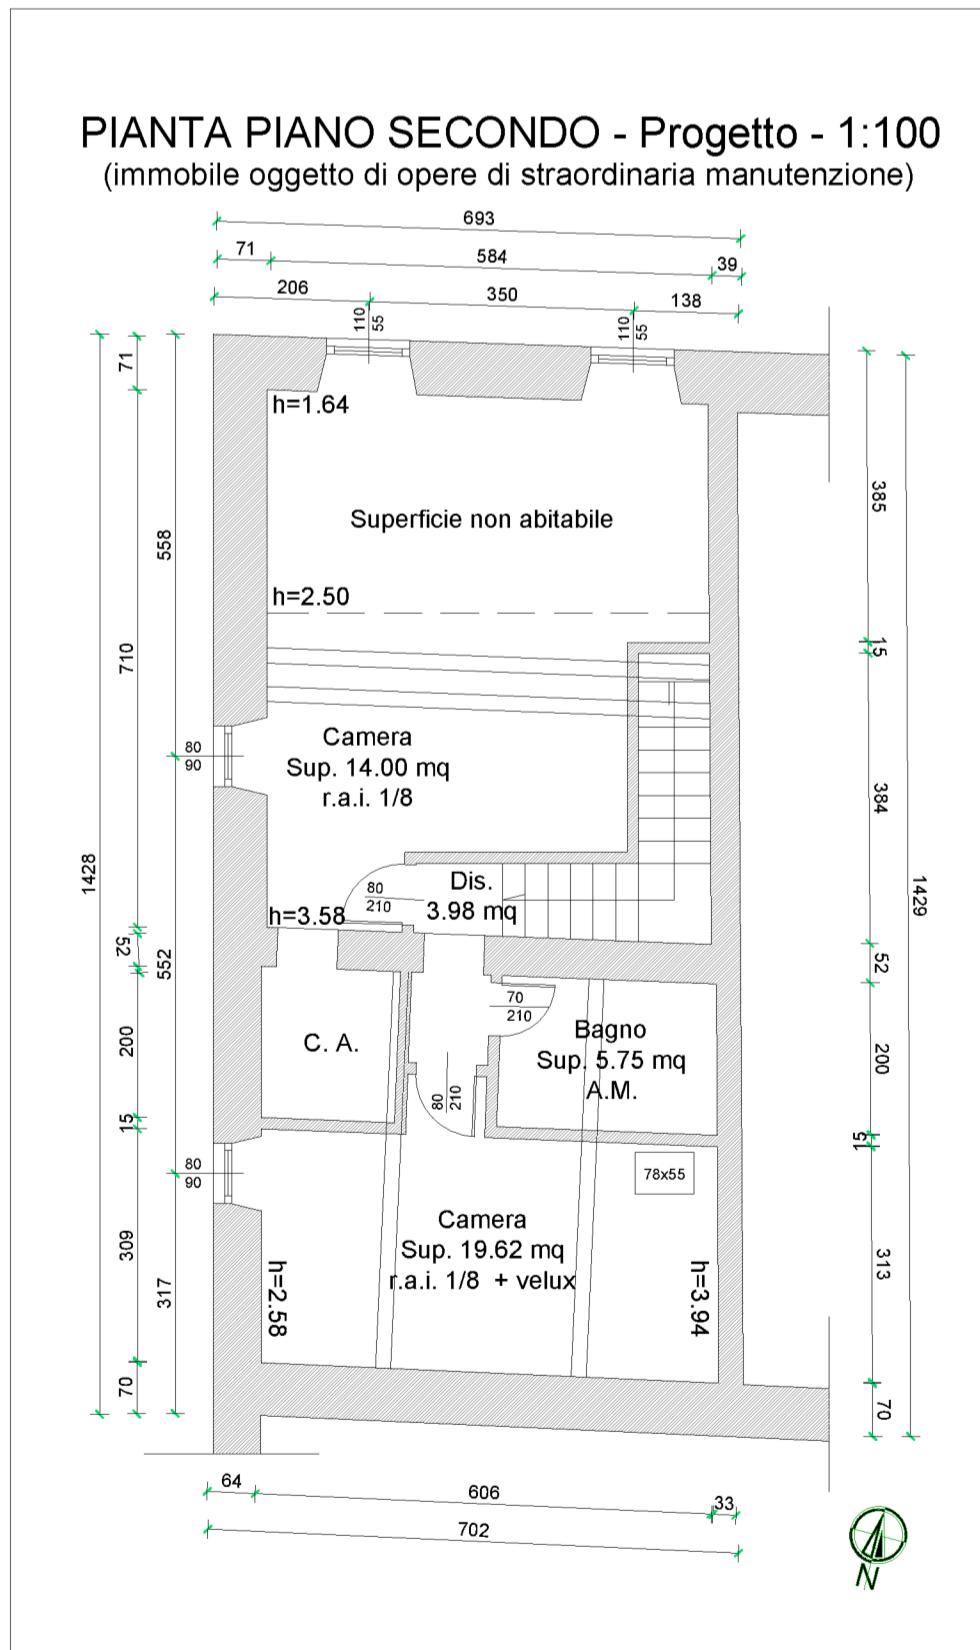 PIANTA PIANO SECONDO - Progetto - 1:100
(immobile oggetto di opere di straordinaria manutenzione)
693
71 584 39
206 350 138
110 55 110 55
71
h=1.64
385
Superficie non abitabile
558
h=2.50
15
710
Camera
Sup. 14.00 mq
r.a.i. 1/8
80
90
384
1428
Dis.
3.98 mq
80
210
h=3.58
1429
25
552
52
70
210
Bagno
Sup. 5.75 mq
A.M.
C. A.
200
200
80
210
15
15
80
90
78x55
Camera
Sup. 19.62 mq
r.a.i. 1/8 + velux
309
317
h=2.58
h=3.94
313
70
70
64 606 33
702
N